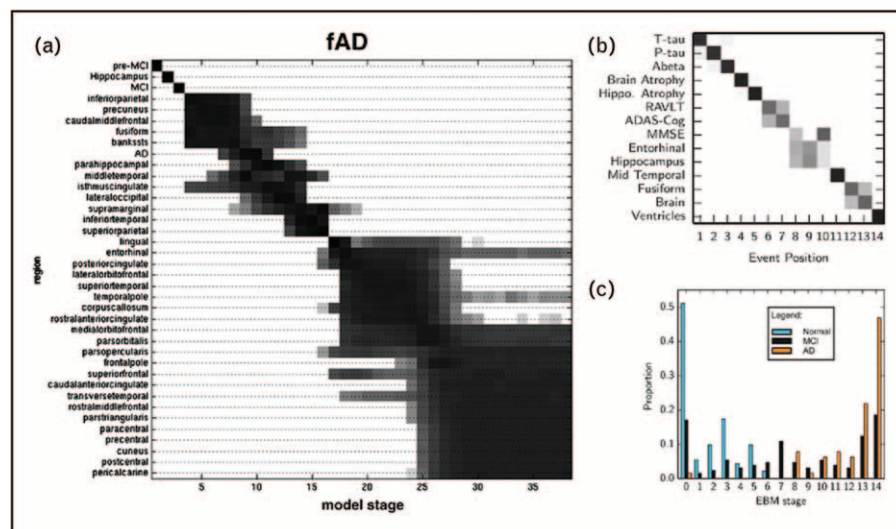 (a)
fAD
pre-MCI
Hippocampus
MCI
inferiorparietal
precuneus
caudalmiddlefrontal
fusiform
bankssts
AD
parahippocampal
middletemporal
isthmuscingulate
lateraloccipital
supramarginal
inferiortemporal
superiorparietal
lingual
entorhinal
posteriorcingulate
lateralorbitofrontal
superiortemporal
temporalpole
corpuscallosum
rostralanteriorcingulate
medialorbitofrontal
parsorbitalis
parsopercularis
frontalpole
superiorfrontal
caudalanteriorcingulate
transversetemporal
rostralmiddlefrontal
parstriangularis
paracentral
precentral
cuneus
postcentral
pericalcarine
region
5 10 15 20 25 30 35
model stage
(b)
T-tau
P-tau
Abeta
Brain Atrophy
Hippo. Atrophy
RAVLT
ADAS-Cog
MMSE
Entorhinal
Hippocampus
Mid Temporal
Fusiform
Brain
Ventricles
1 2 3 4 5 6 7 8 9 10 11 12 13 14
Event Position
(c)
0.5
0.4
0.3
0.2
0.1
0.0
Proportion
Legend:
Normal
MCI
AD
0 1 2 3 4 5 6 7 8 9 10 11 12 13 14
EBM stage